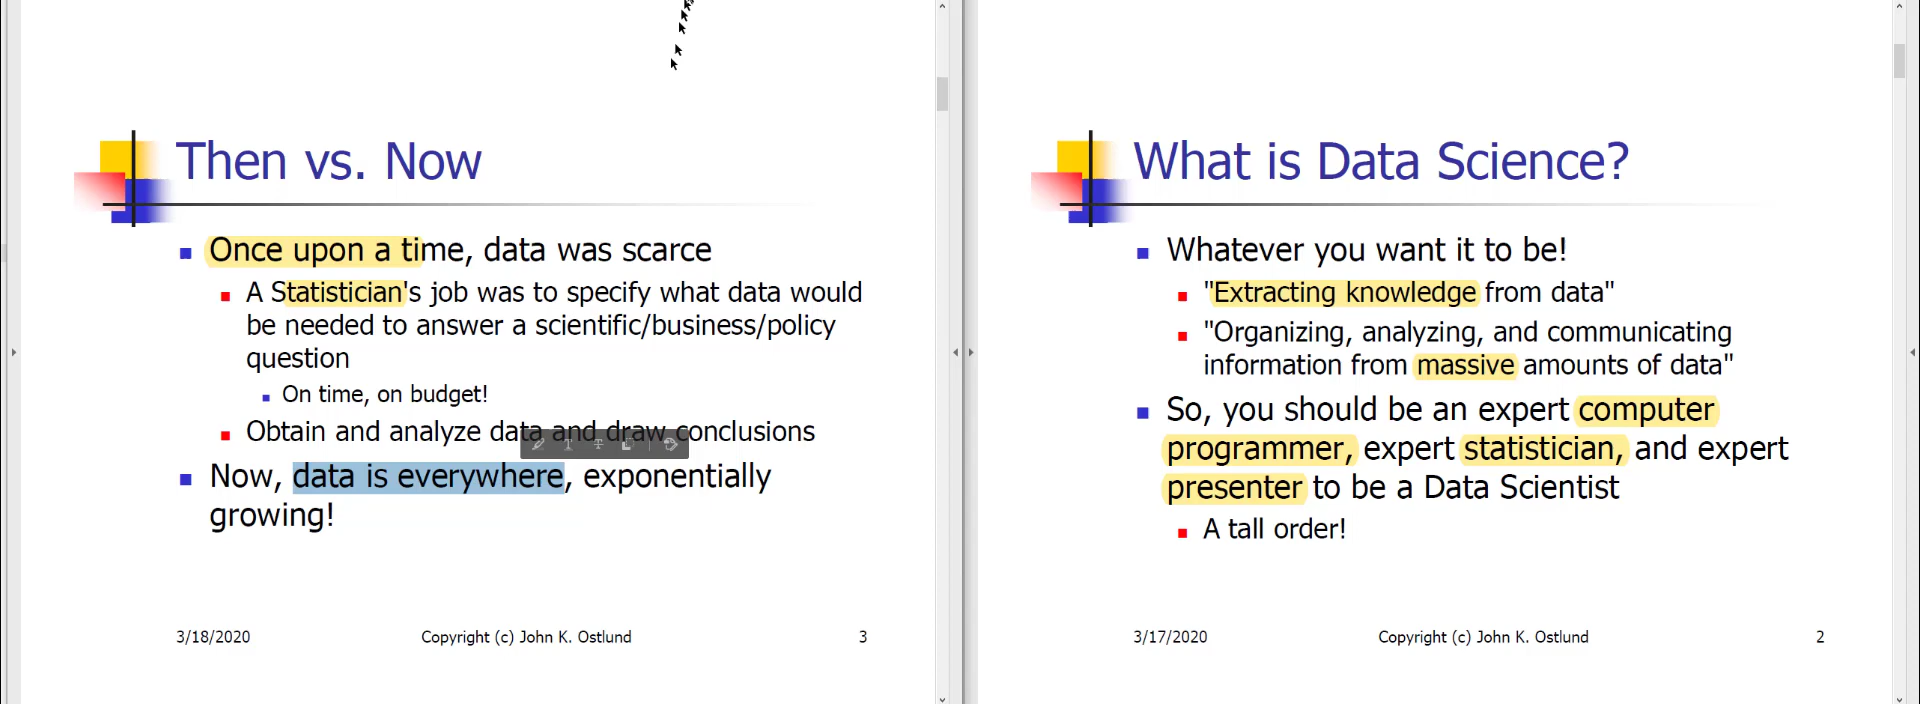 Then vs. Now
Once upon a time, data was scarce
A Statistician's job was to specify what data would
be needed to answer a scientific/business/policy
question
On time, on budget!
Obtain and analyze data and draw conclusions
Now, data is everywhere, exponentially
growing!
3/18/2020 Copyright (c) John K. Ostlund 3
What is Data Science?
Whatever you want it to be!
"Extracting knowledge from data"
"Organizing, analyzing, and communicating
information from massive amounts of data"
So, you should be an expert computer
programmer, expert statistician, and expert
presenter to be a Data Scientist
A tall order!
3/17/2020 Copyright (c) John K. Ostlund 2